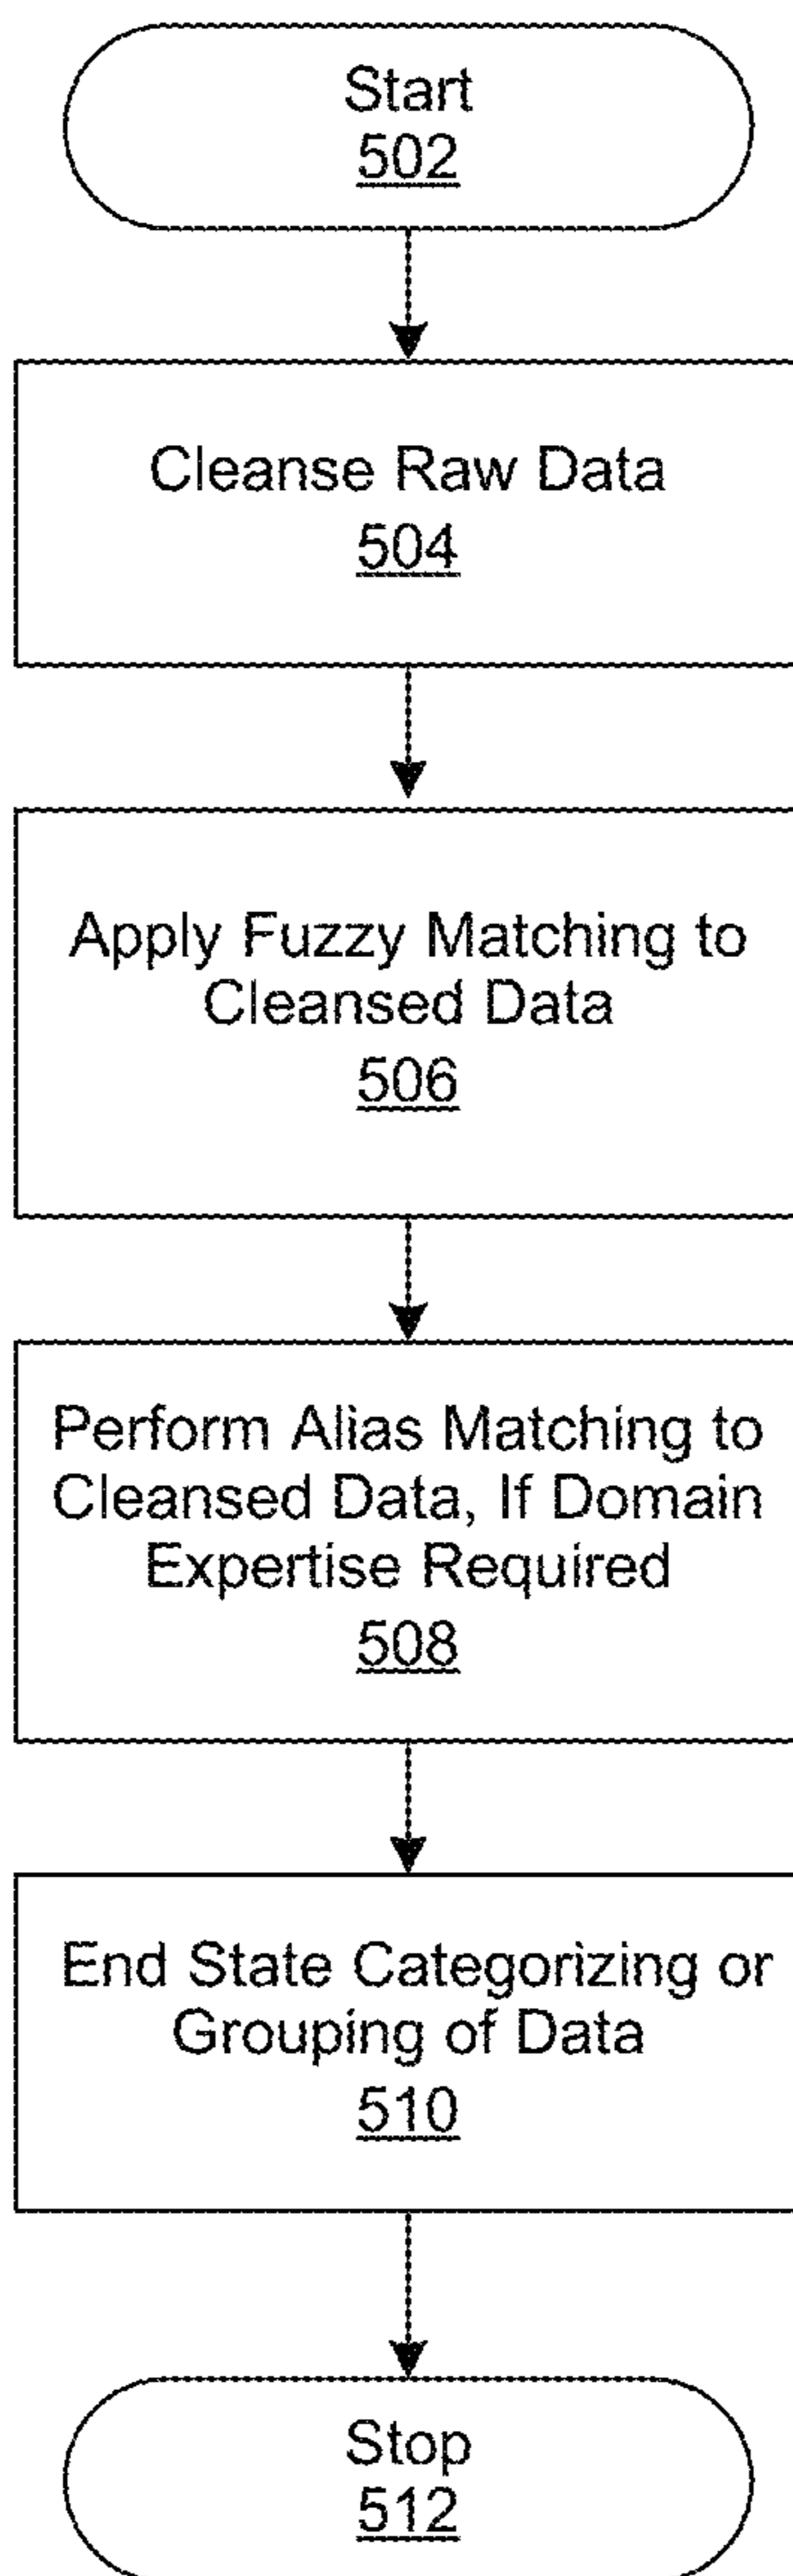 Start
502
Cleanse Raw Data
504
Apply Fuzzy Matching to
Cleansed Data
506
Perform Alias Matching to
Cleansed Data, If Domain
Expertise Required
508
End State Categorizing or
Grouping of Data
510
Stop
512